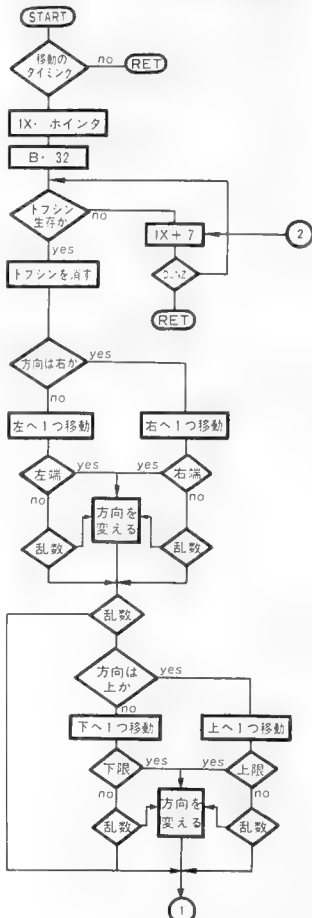 START
移動の
タイミンク
no
RET
IX・ ポインタ
B・ 32
トフシン
生存か
no
yes
IX + 7
2
DJNZ
RET
トフシンを消す
方向は右か
yes
no
左へ1つ移動
右へ1つ移動
左端
yes
yes
右端
no
no
方向を
変える
乱数
乱数
乱数
方向は
上か
yes
no
下へ1つ移動
上へ1つ移動
下限
yes
yes
上限
no
no
方向を
変える
乱数
乱数
1